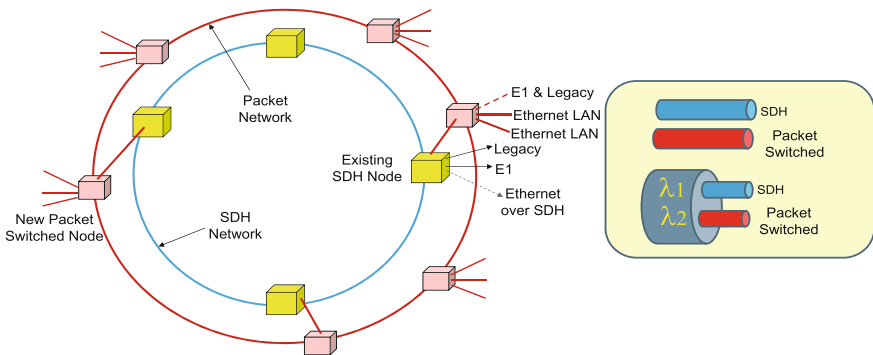 Packet
Network
E1 & Legacy
Ethernet LAN
Ethernet LAN
Legacy
E1
Ethernet
over SDH
Existing
SDH Node
New Packet
Switched Node
SDH
Network
SDH
Packet
Switched
λ1
λ2
SDH
Packet
Switched